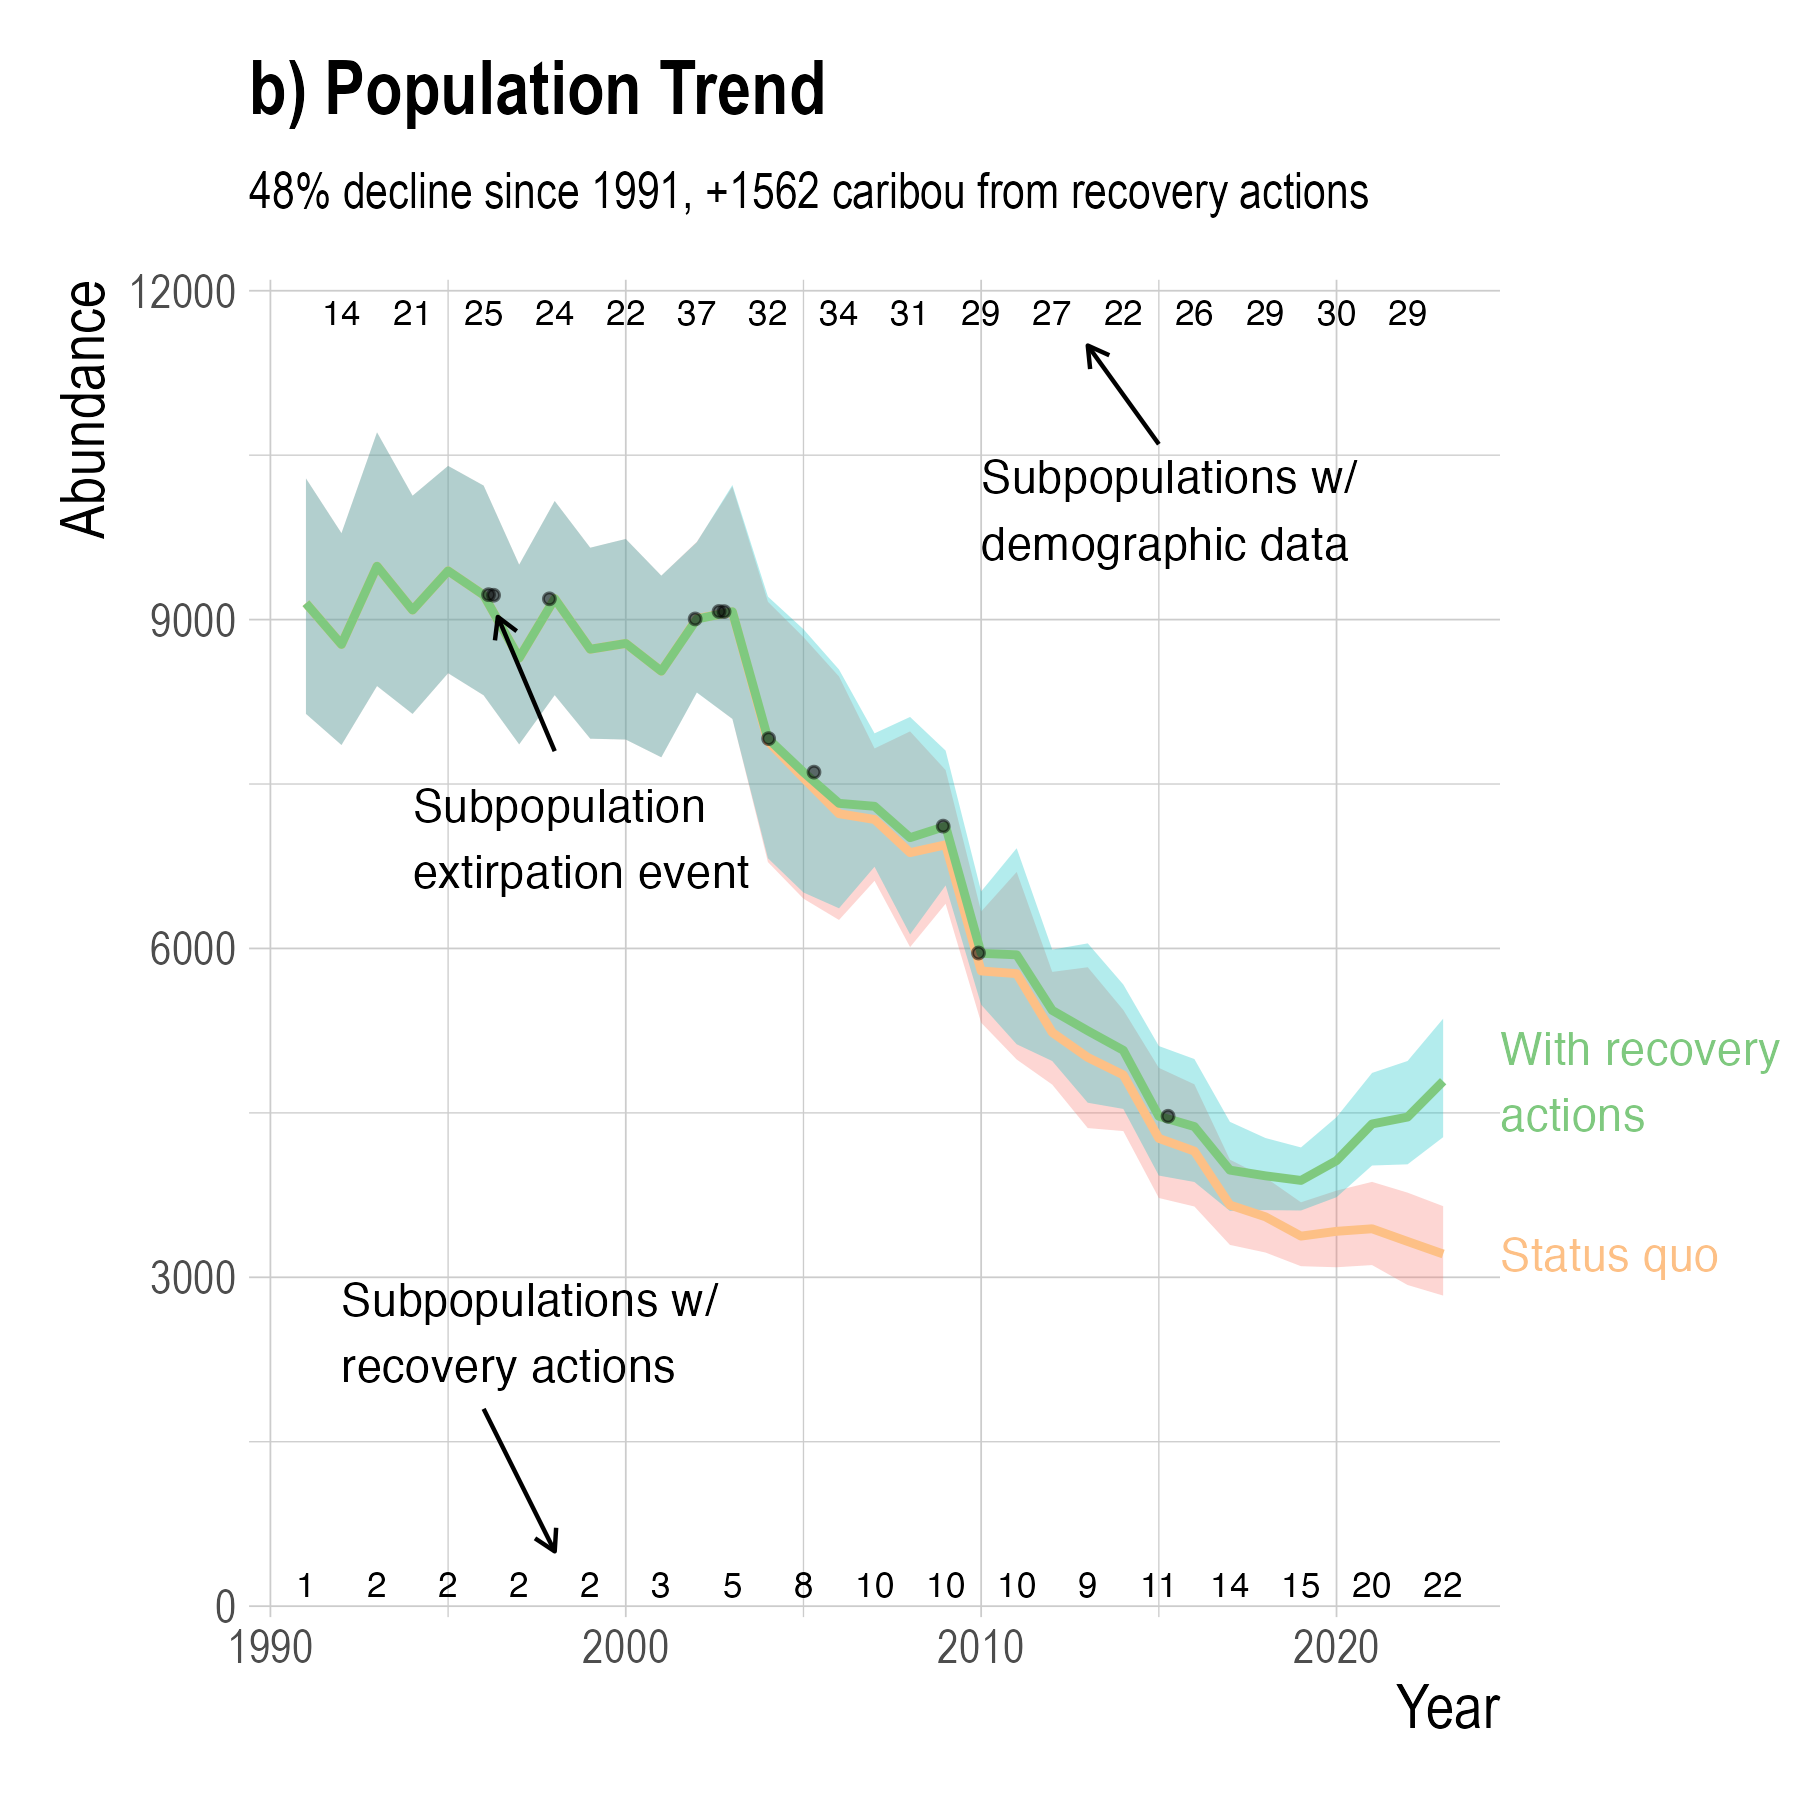 b) Population Trend
48% decline since 1991, +1562 caribou from recovery actions
Abundance
12000
14 21 25 24 22 37 32 34 31 29 27 22 26 29 30 29
Subpopulations w/
demographic data
9000
Subpopulation
extirpation event
6000
With recovery
actions
Status quo
3000
Subpopulations w/
recovery actions
1 2 2 2 2 3 5 8 10 10 10 9 11 14 15 20 22
0
1990 2000 2010 2020
Year